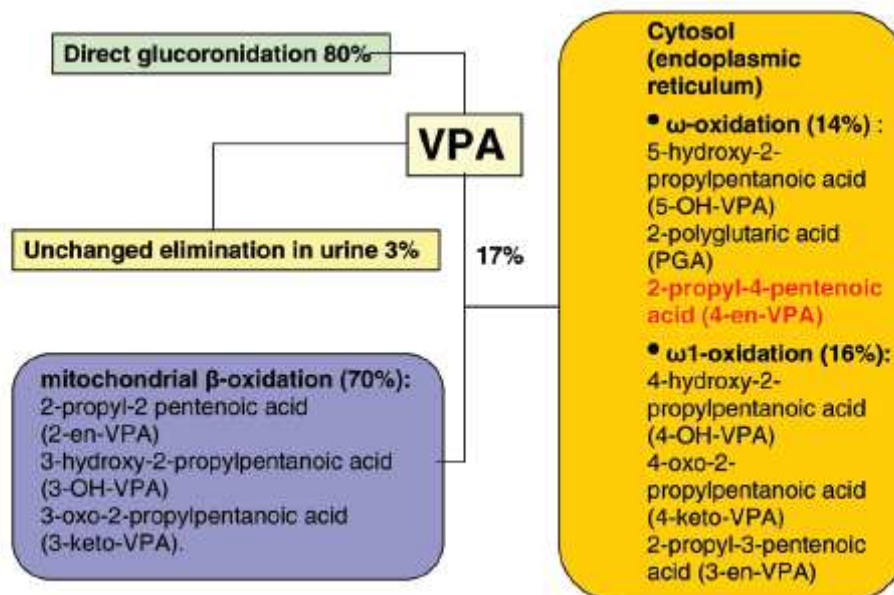 Direct glucoronidation 80%
VPA
Unchanged elimination in urine 3%
17%
mitochondrial β-oxidation (70%):
2-propyl-2 pentenoic acid
(2-en-VPA)
3-hydroxy-2-propylpentanoic acid
(3-OH-VPA)
3-oxo-2-propylpentanoic acid
(3-keto-VPA).
Cytosol
(endoplasmic
reticulum)
• ω-oxidation (14%) :
5-hydroxy-2-
propylpentanoic acid
(5-OH-VPA)
2-polyglutaric acid
(PGA)
2-propyl-4-pentenoic
acid (4-en-VPA)
• ω1-oxidation (16%):
4-hydroxy-2-
propylpentanoic acid
(4-OH-VPA)
4-oxo-2-
propylpentanoic acid
(4-keto-VPA)
2-propyl-3-pentenoic
acid (3-en-VPA)